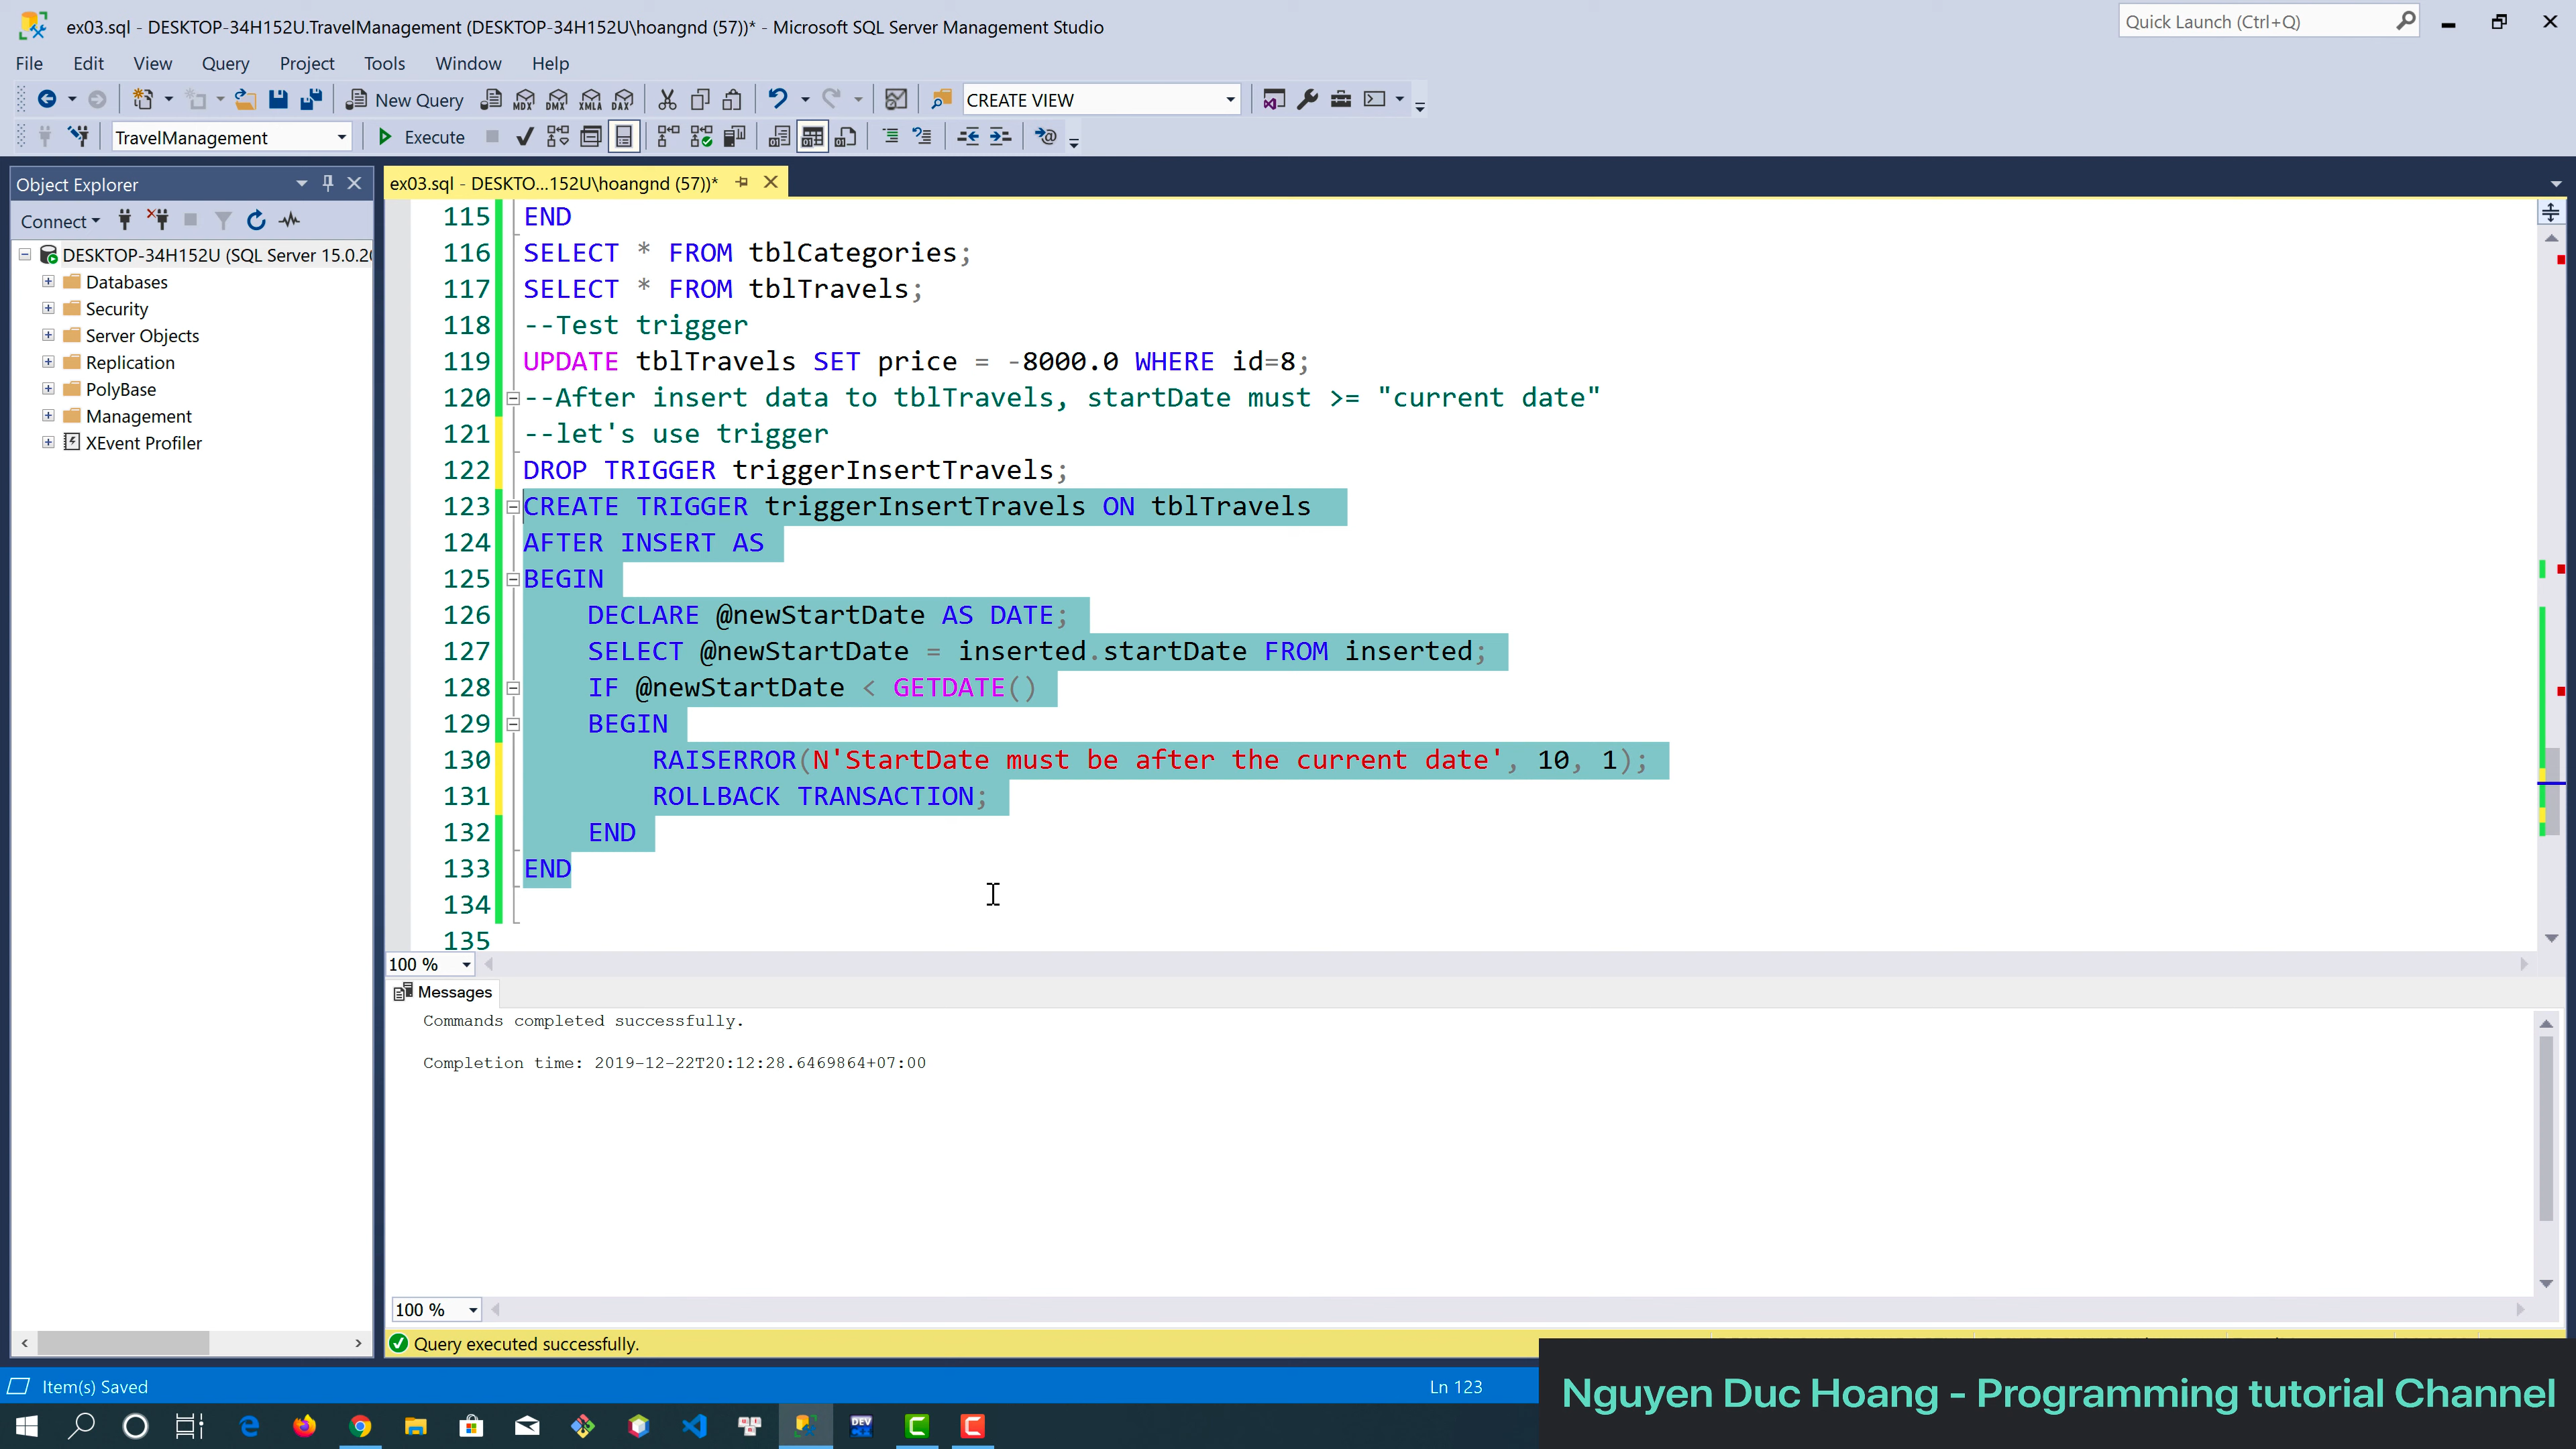 ex03.sql - DESKTOP-34H152U.TravelManagement (DESKTOP-34H152U\hoangnd (57))* - Microsoft SQL Server Management Studio
Quick Launch (Ctrl+Q)
File Edit View Query Project Tools Window Help
New Query MDX DMX XMLA DAX CREATE VIEW
TravelManagement Execute
Object Explorer
ex03.sql - DESKTO...152U\hoangnd (57))*
Connect
DESKTOP-34H152U (SQL Server 15.0.20
Databases
Security
Server Objects
Replication
PolyBase
Management
XEvent Profiler
115 END
116 SELECT * FROM tblCategories;
117 SELECT * FROM tblTravels;
118 --Test trigger
119 UPDATE tblTravels SET price = -8000.0 WHERE id=8;
120 --After insert data to tblTravels, startDate must >= "current date"
121 --let's use trigger
122 DROP TRIGGER triggerInsertTravels;
123 CREATE TRIGGER triggerInsertTravels ON tblTravels
124 AFTER INSERT AS
125 BEGIN
126 DECLARE @newStartDate AS DATE;
127 SELECT @newStartDate = inserted.startDate FROM inserted;
128 IF @newStartDate < GETDATE()
129 BEGIN
130 RAISERROR(N'StartDate must be after the current date', 10, 1);
131 ROLLBACK TRANSACTION;
132 END
133 END
134
135
100 %
Messages
Commands completed successfully.
Completion time: 2019-12-22T20:12:28.6469864+07:00
100 %
Query executed successfully.
Item(s) Saved
Ln 123
Nguyen Duc Hoang - Programming tutorial Channel
DEV C++